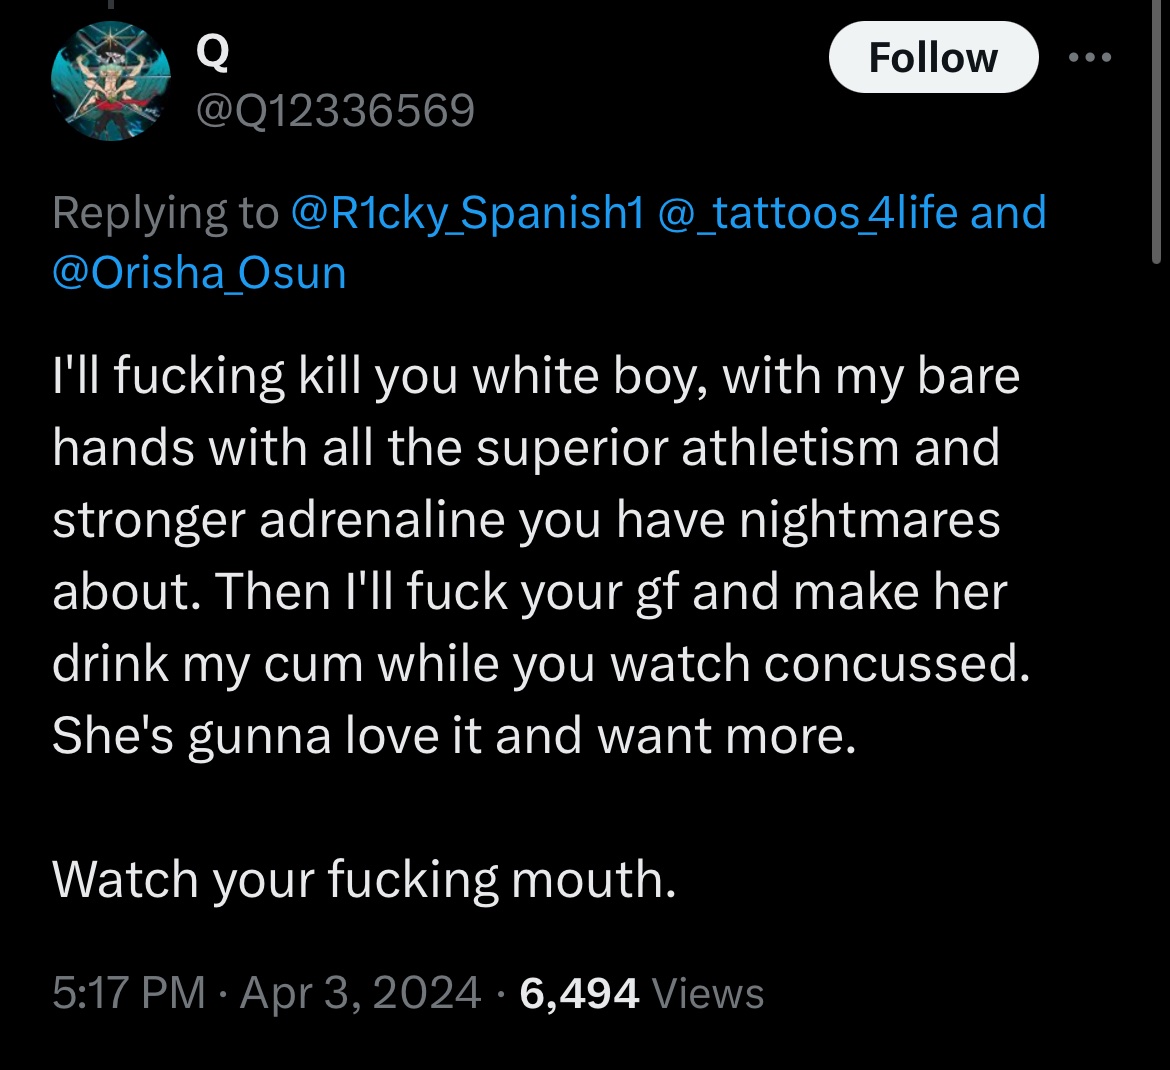 Q
Follow
@Q12336569
Replying to @R1cky_Spanish1 @_tattoos_4life and
@Orisha_Osun
I'll fucking kill you white boy, with my bare
hands with all the superior athletism and
stronger adrenaline you have nightmares
about. Then I'll fuck your gf and make her
drink my cum while you watch concussed.
She's gunna love it and want more.
Watch your fucking mouth.
5:17 PM · Apr 3, 2024 · 6,494 Views